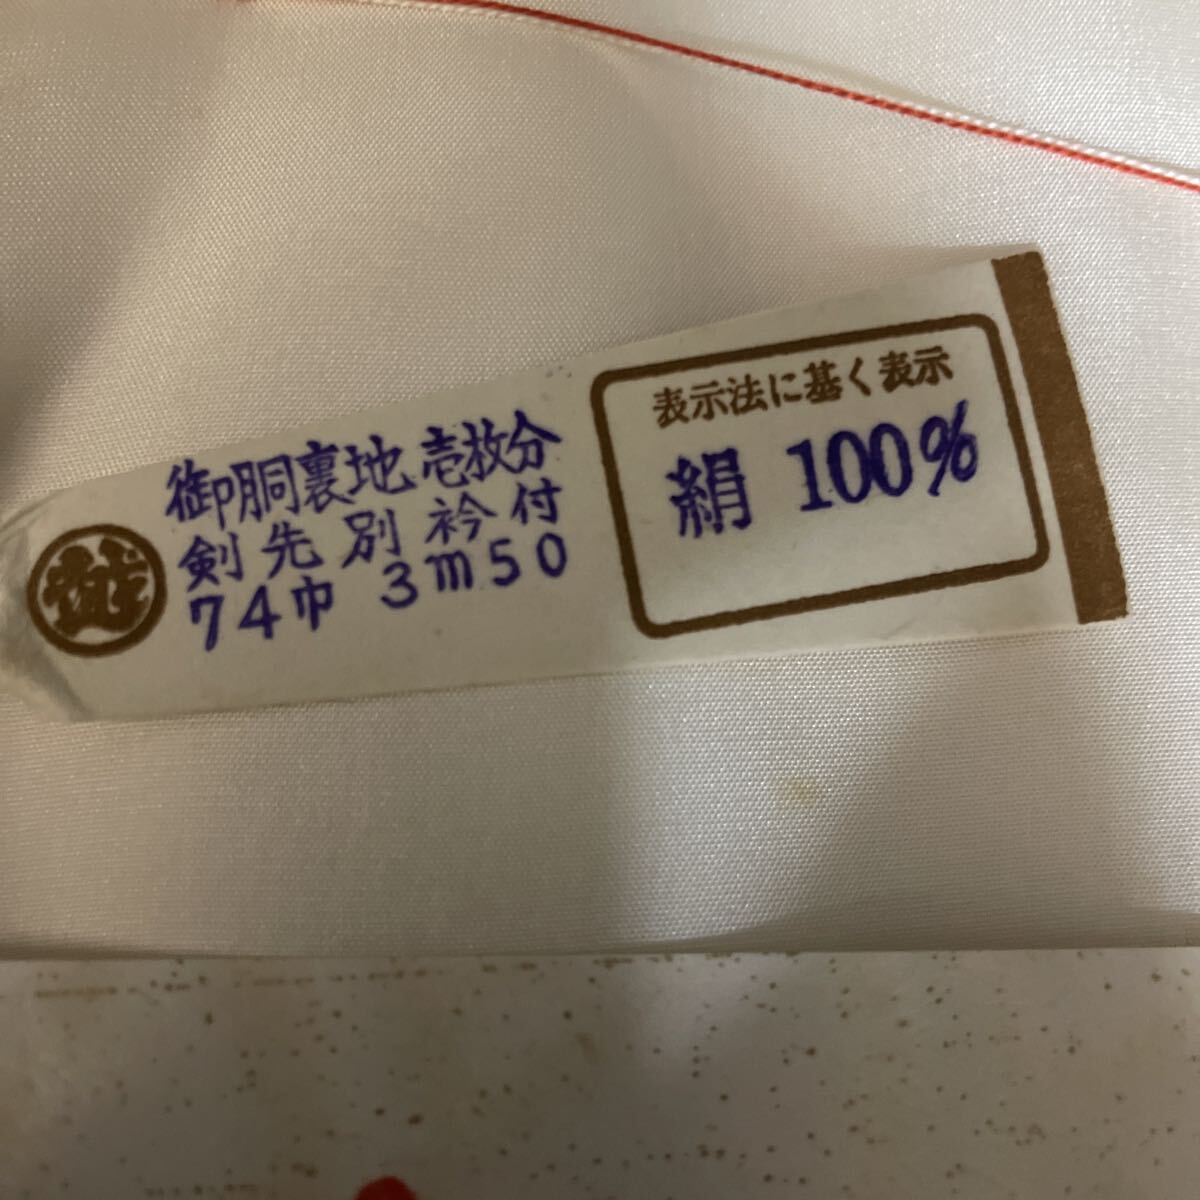 御胴裏地壱枚分
剣先別衿付
74巾 3m50
表示法に基く表示
絹 100%